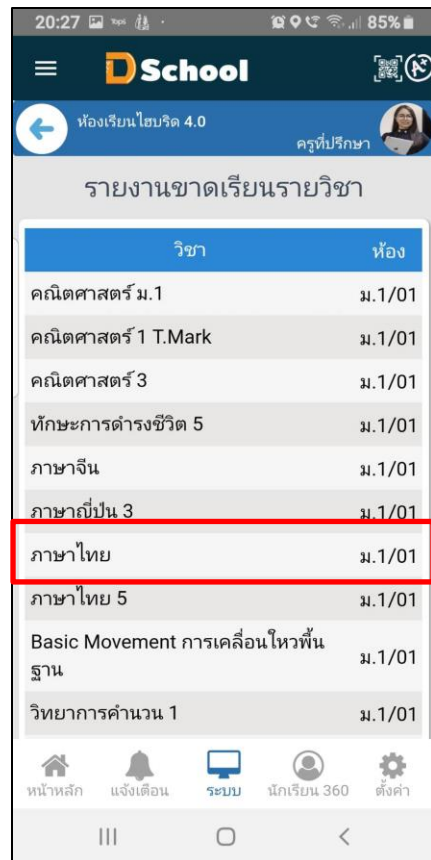 20:27 Tops 85%
DSchool
ห้องเรียนไฮบริด 4.0
ครูที่ปรึกษา
รายงานขาดเรียนรายวิชา
วิชา ห้อง
คณิตศาสตร์ ม.1 ม.1/01
คณิตศาสตร์ 1 T.Mark ม.1/01
คณิตศาสตร์ 3 ม.1/01
ทักษะการดำรงชีวิต 5 ม.1/01
ภาษาจีน ม.1/01
ภาษาญี่ปุ่น 3 ม.1/01
ภาษาไทย ม.1/01
ภาษาไทย 5 ม.1/01
Basic Movement การเคลื่อนใหวพื้น
ฐาน ม.1/01
วิทยาการคำนวน 1 ม.1/01
หน้าหลัก แจ้งเตือน ระบบ นักเรียน 360 ตั้งค่า